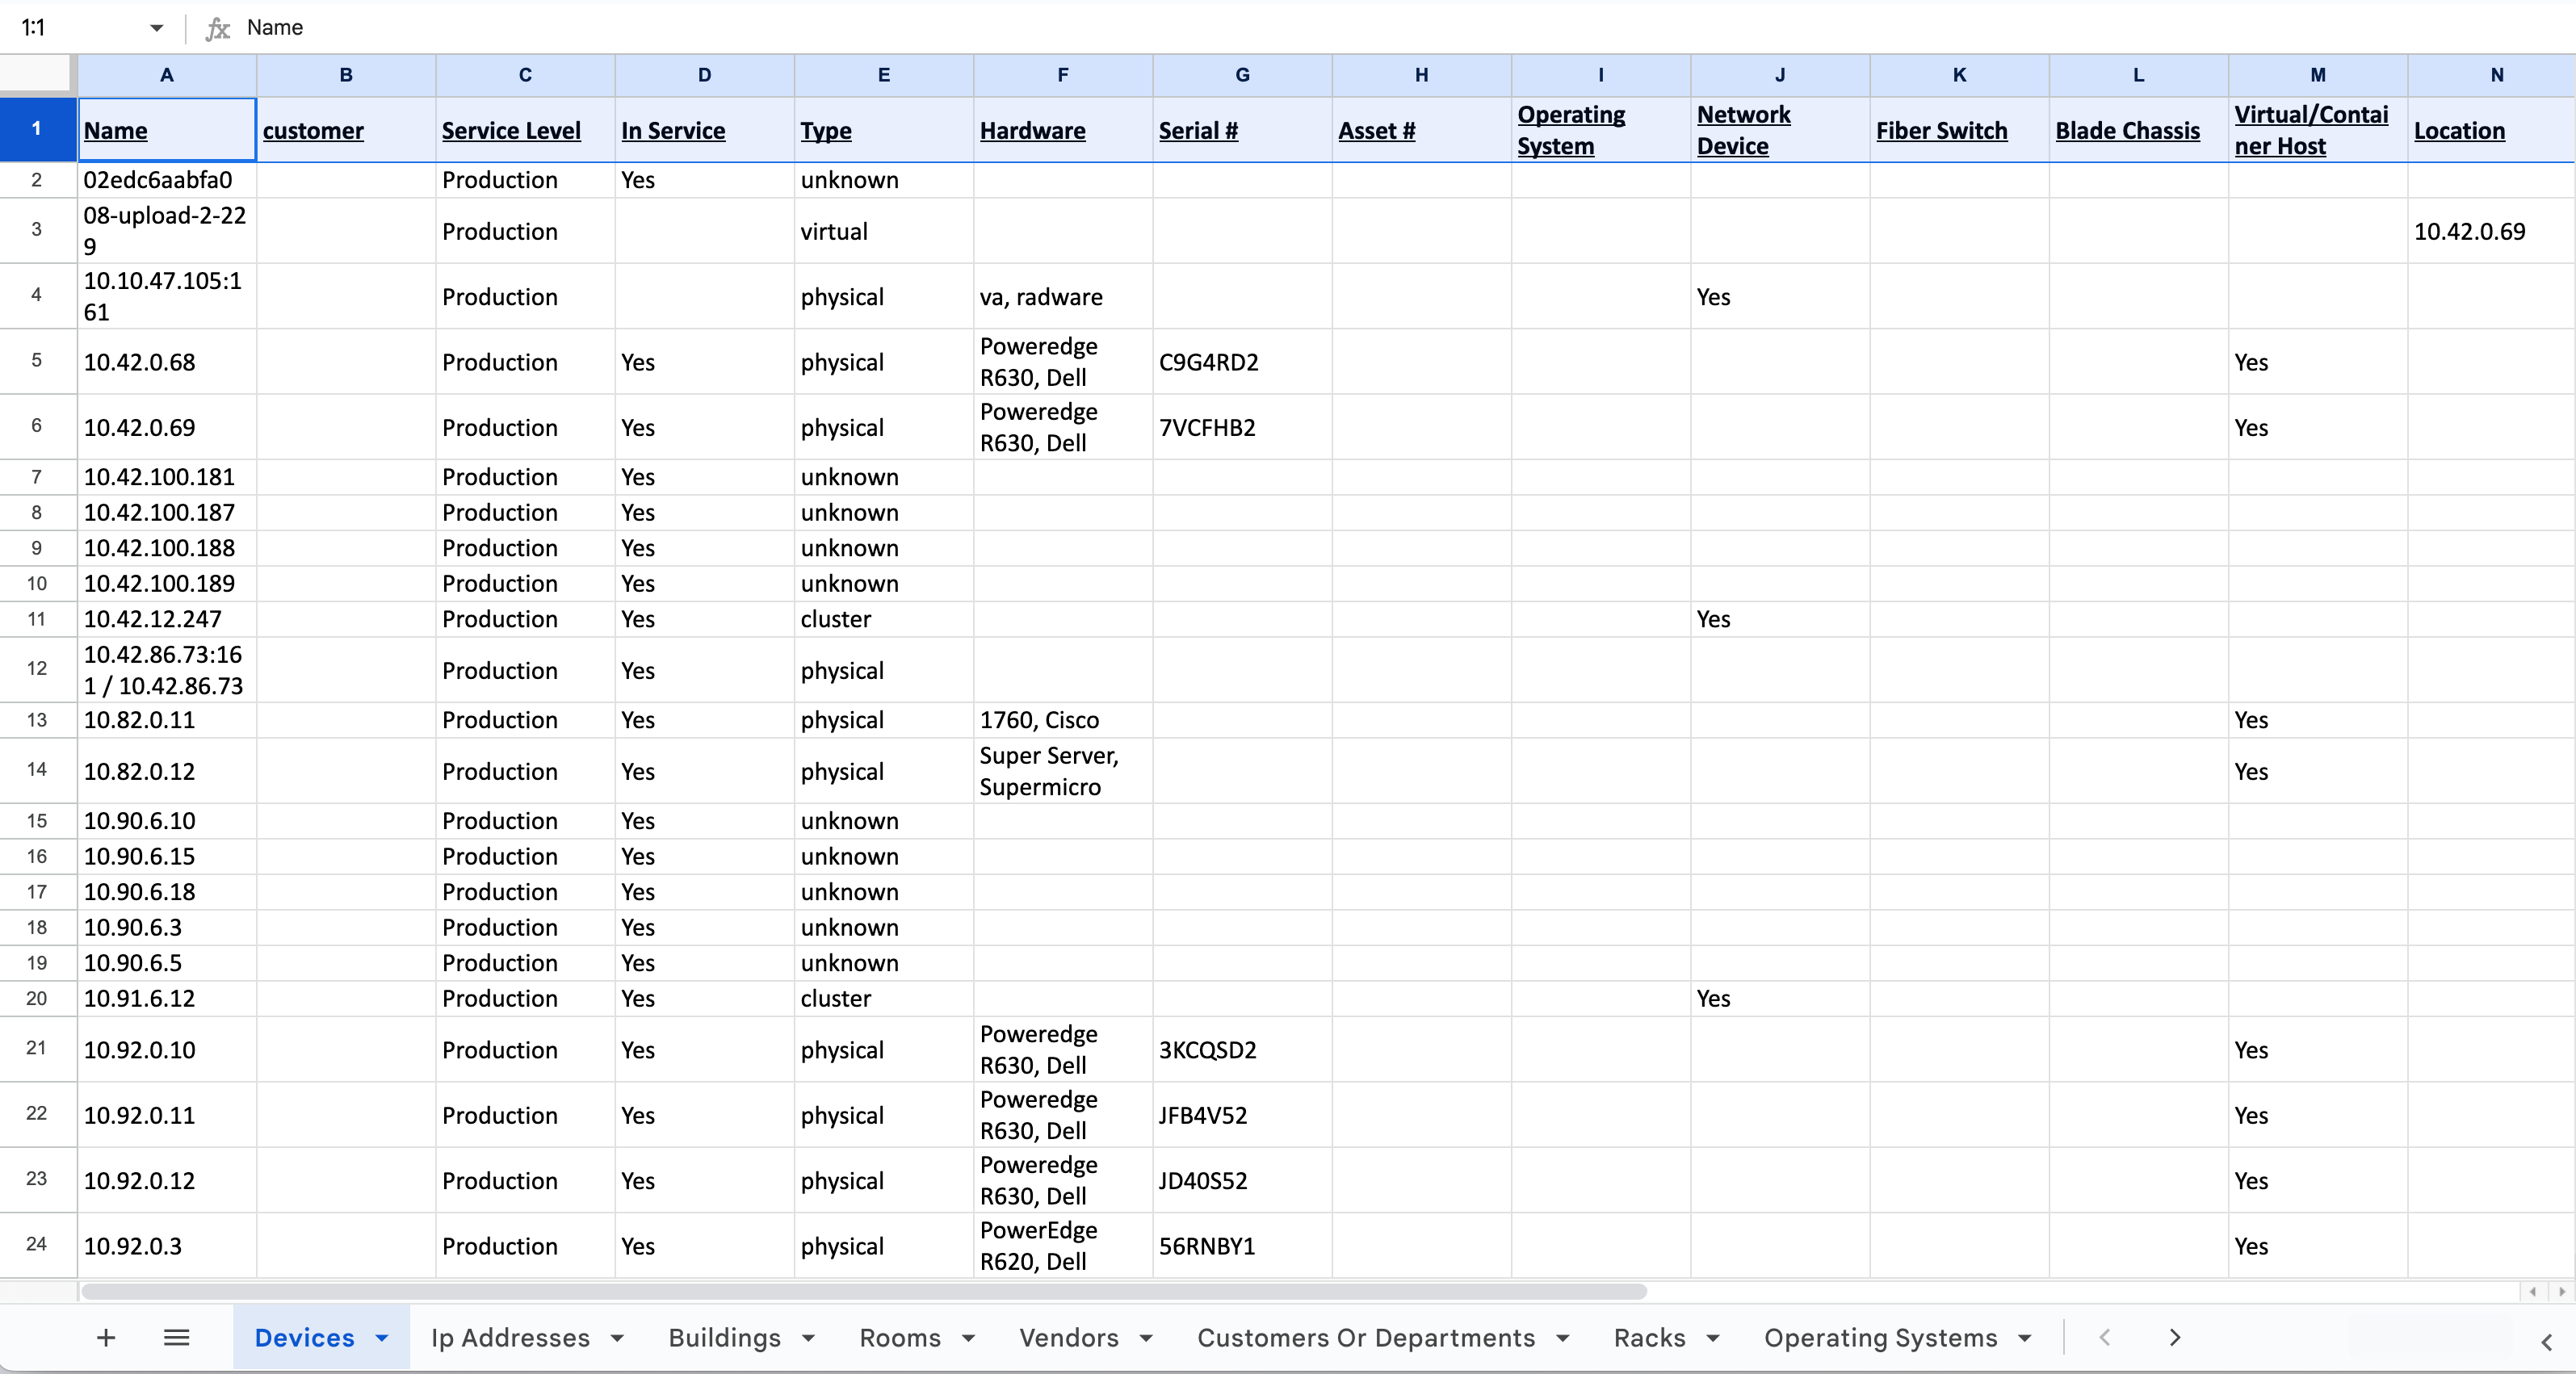 1:1 fx Name
A B C D E F G H I J K L M N
1 Name customer Service Level In Service Type Hardware Serial # Asset # Operating System Network Device Fiber Switch Blade Chassis Virtual/Contai ner Host Location
2 02edc6aabfa0 Production Yes unknown
3 08-upload-2-22 9 Production virtual 10.42.0.69
4 10.10.47.105:1 61 Production physical va, radware Yes
5 10.42.0.68 Production Yes physical Poweredge R630, Dell C9G4RD2 Yes
6 10.42.0.69 Production Yes physical Poweredge R630, Dell 7VCFHB2 Yes
7 10.42.100.181 Production Yes unknown
8 10.42.100.187 Production Yes unknown
9 10.42.100.188 Production Yes unknown
10 10.42.100.189 Production Yes unknown
11 10.42.12.247 Production Yes cluster Yes
12 10.42.86.73:16 1 / 10.42.86.73 Production Yes physical
13 10.82.0.11 Production Yes physical 1760, Cisco Yes
14 10.82.0.12 Production Yes physical Super Server, Supermicro Yes
15 10.90.6.10 Production Yes unknown
16 10.90.6.15 Production Yes unknown
17 10.90.6.18 Production Yes unknown
18 10.90.6.3 Production Yes unknown
19 10.90.6.5 Production Yes unknown
20 10.91.6.12 Production Yes cluster Yes
21 10.92.0.10 Production Yes physical Poweredge R630, Dell 3KCQSD2 Yes
22 10.92.0.11 Production Yes physical Poweredge R630, Dell JFB4V52 Yes
23 10.92.0.12 Production Yes physical Poweredge R630, Dell JD40S52 Yes
24 10.92.0.3 Production Yes physical PowerEdge R620, Dell 56RNBY1 Yes
Devices Ip Addresses Buildings Rooms Vendors Customers Or Departments Racks Operating Systems